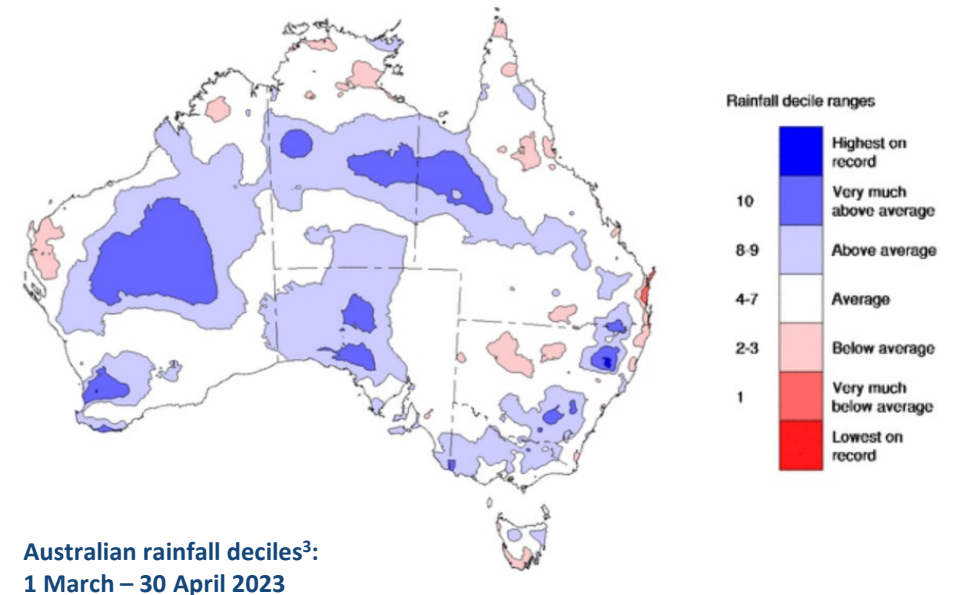 Rainfall decile ranges
Highest on
record
10
Very much
above average
8-9
Above average
4-7
Average
2-3
Below average
1
Very much
below average
Lowest on
record
Australian rainfall deciles³:
1 March – 30 April 2023